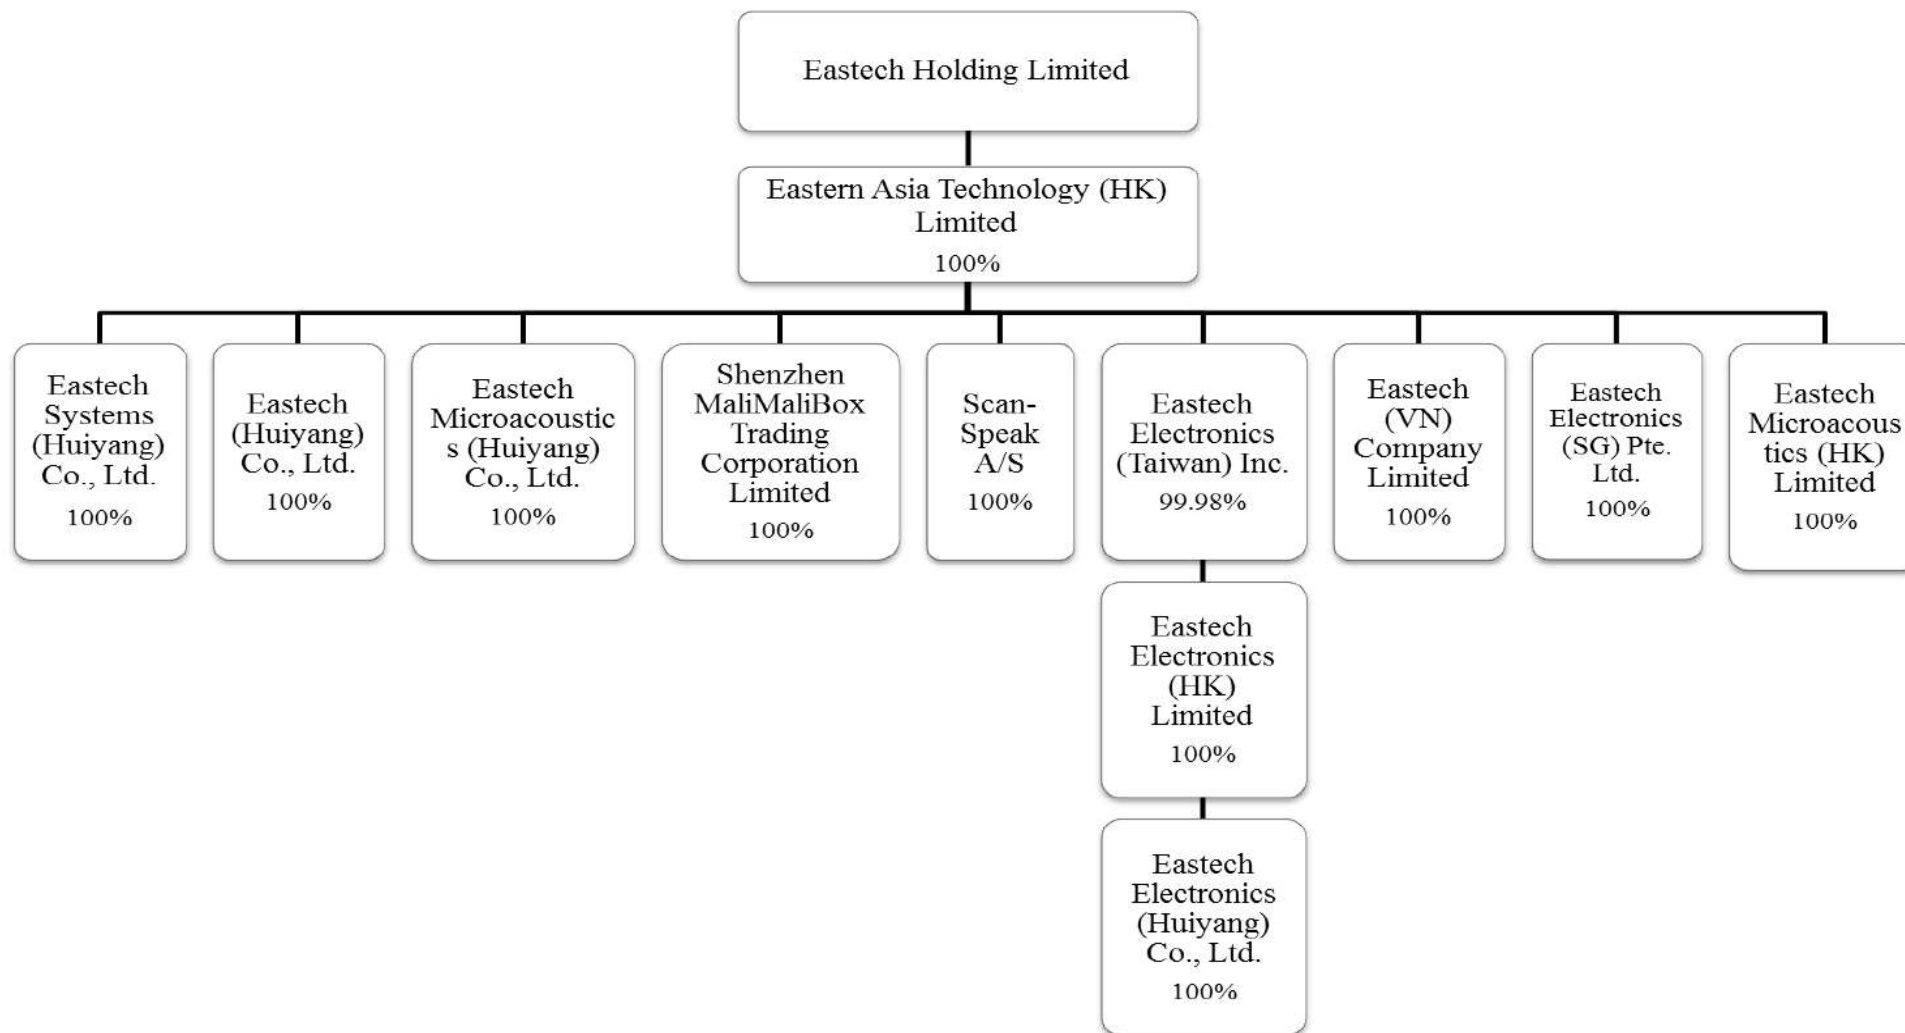 Eastech Holding Limited
Eastern Asia Technology (HK)
Limited
100%
Eastech
Systems
(Huiyang)
Co., Ltd.
100%
Eastech
(Huiyang)
Co., Ltd.
100%
Eastech
Microacoustic
s (Huiyang)
Co., Ltd.
100%
Shenzhen
MaliMaliBox
Trading
Corporation
Limited
100%
Scan-
Speak
A/S
100%
Eastech
Electronics
(Taiwan) Inc.
99.98%
Eastech
(VN)
Company
Limited
100%
Eastech
Electronics
(SG) Pte.
Ltd.
100%
Eastech
Microacous
tics (HK)
Limited
100%
Eastech
Electronics
(HK)
Limited
100%
Eastech
Electronics
(Huiyang)
Co., Ltd.
100%